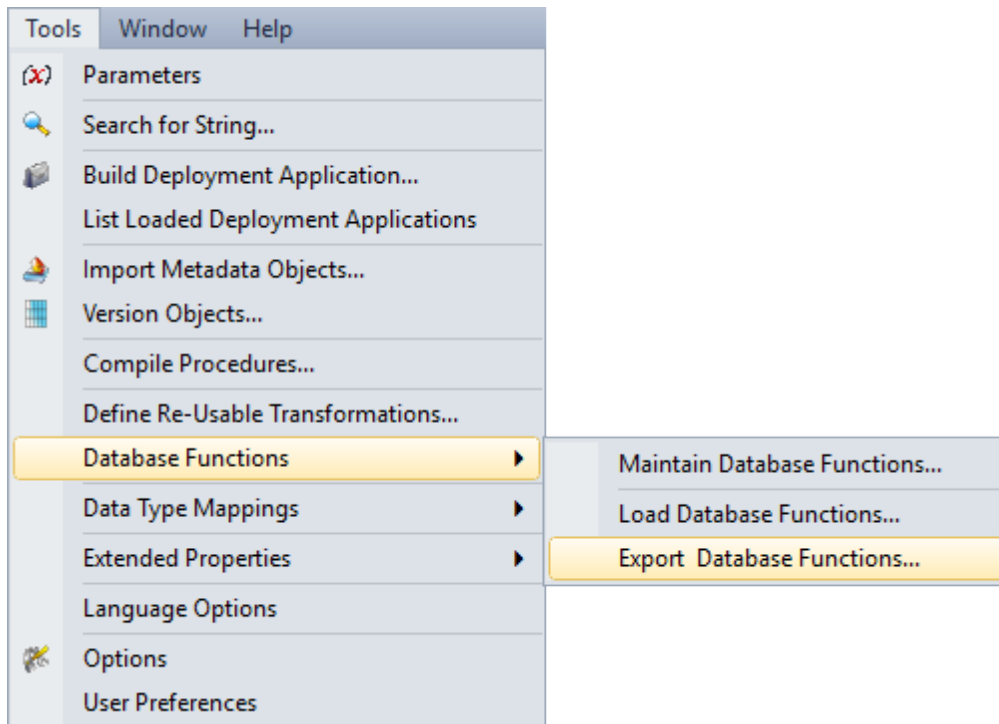 Tools Window Help
(x) Parameters
Search for String...
Build Deployment Application...
List Loaded Deployment Applications
Import Metadata Objects...
Version Objects...
Compile Procedures...
Define Re-Usable Transformations...
Database Functions
Maintain Database Functions...
Data Type Mappings
Load Database Functions...
Extended Properties
Export  Database Functions...
Language Options
Options
User Preferences